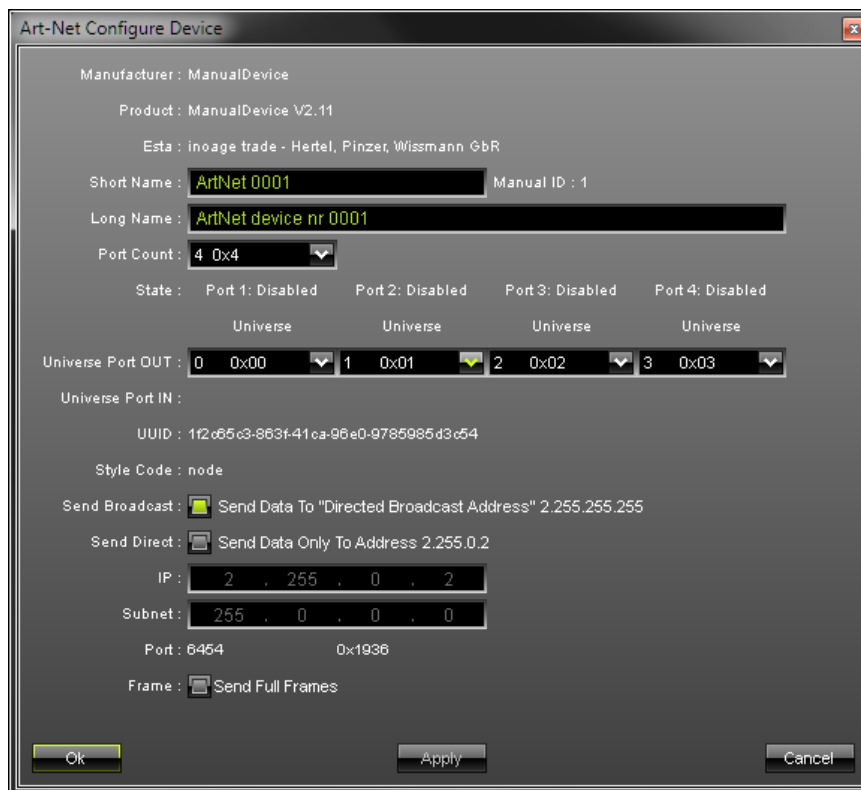 Art-Net Configure Device
Manufacturer : ManualDevice
Product : ManualDevice V2.11
Esta : inoage trade - Hertel, Pinzer, Wissmann GbR
Short Name : ArtNet 0001 Manual ID : 1
Long Name : ArtNet device nr 0001
Port Count : 4 0x4
State : Port 1: Disabled Port 2: Disabled Port 3: Disabled Port 4: Disabled
Universe Universe Universe Universe
Universe Port OUT : 0 0x00 1 0x01 2 0x02 3 0x03
Universe Port IN :
UUID : 1f2c65c3-863f-41ca-96e0-9785985d3c54
Style Code : node
Send Broadcast : Send Data To "Directed Broadcast Address" 2.255.255.255
Send Direct : Send Data Only To Address 2.255.0.2
IP : 2 . 255 . 0 . 2
Subnet : 255 . 0 . 0 . 0
Port : 6454 0x1936
Frame : Send Full Frames
Ok Apply Cancel